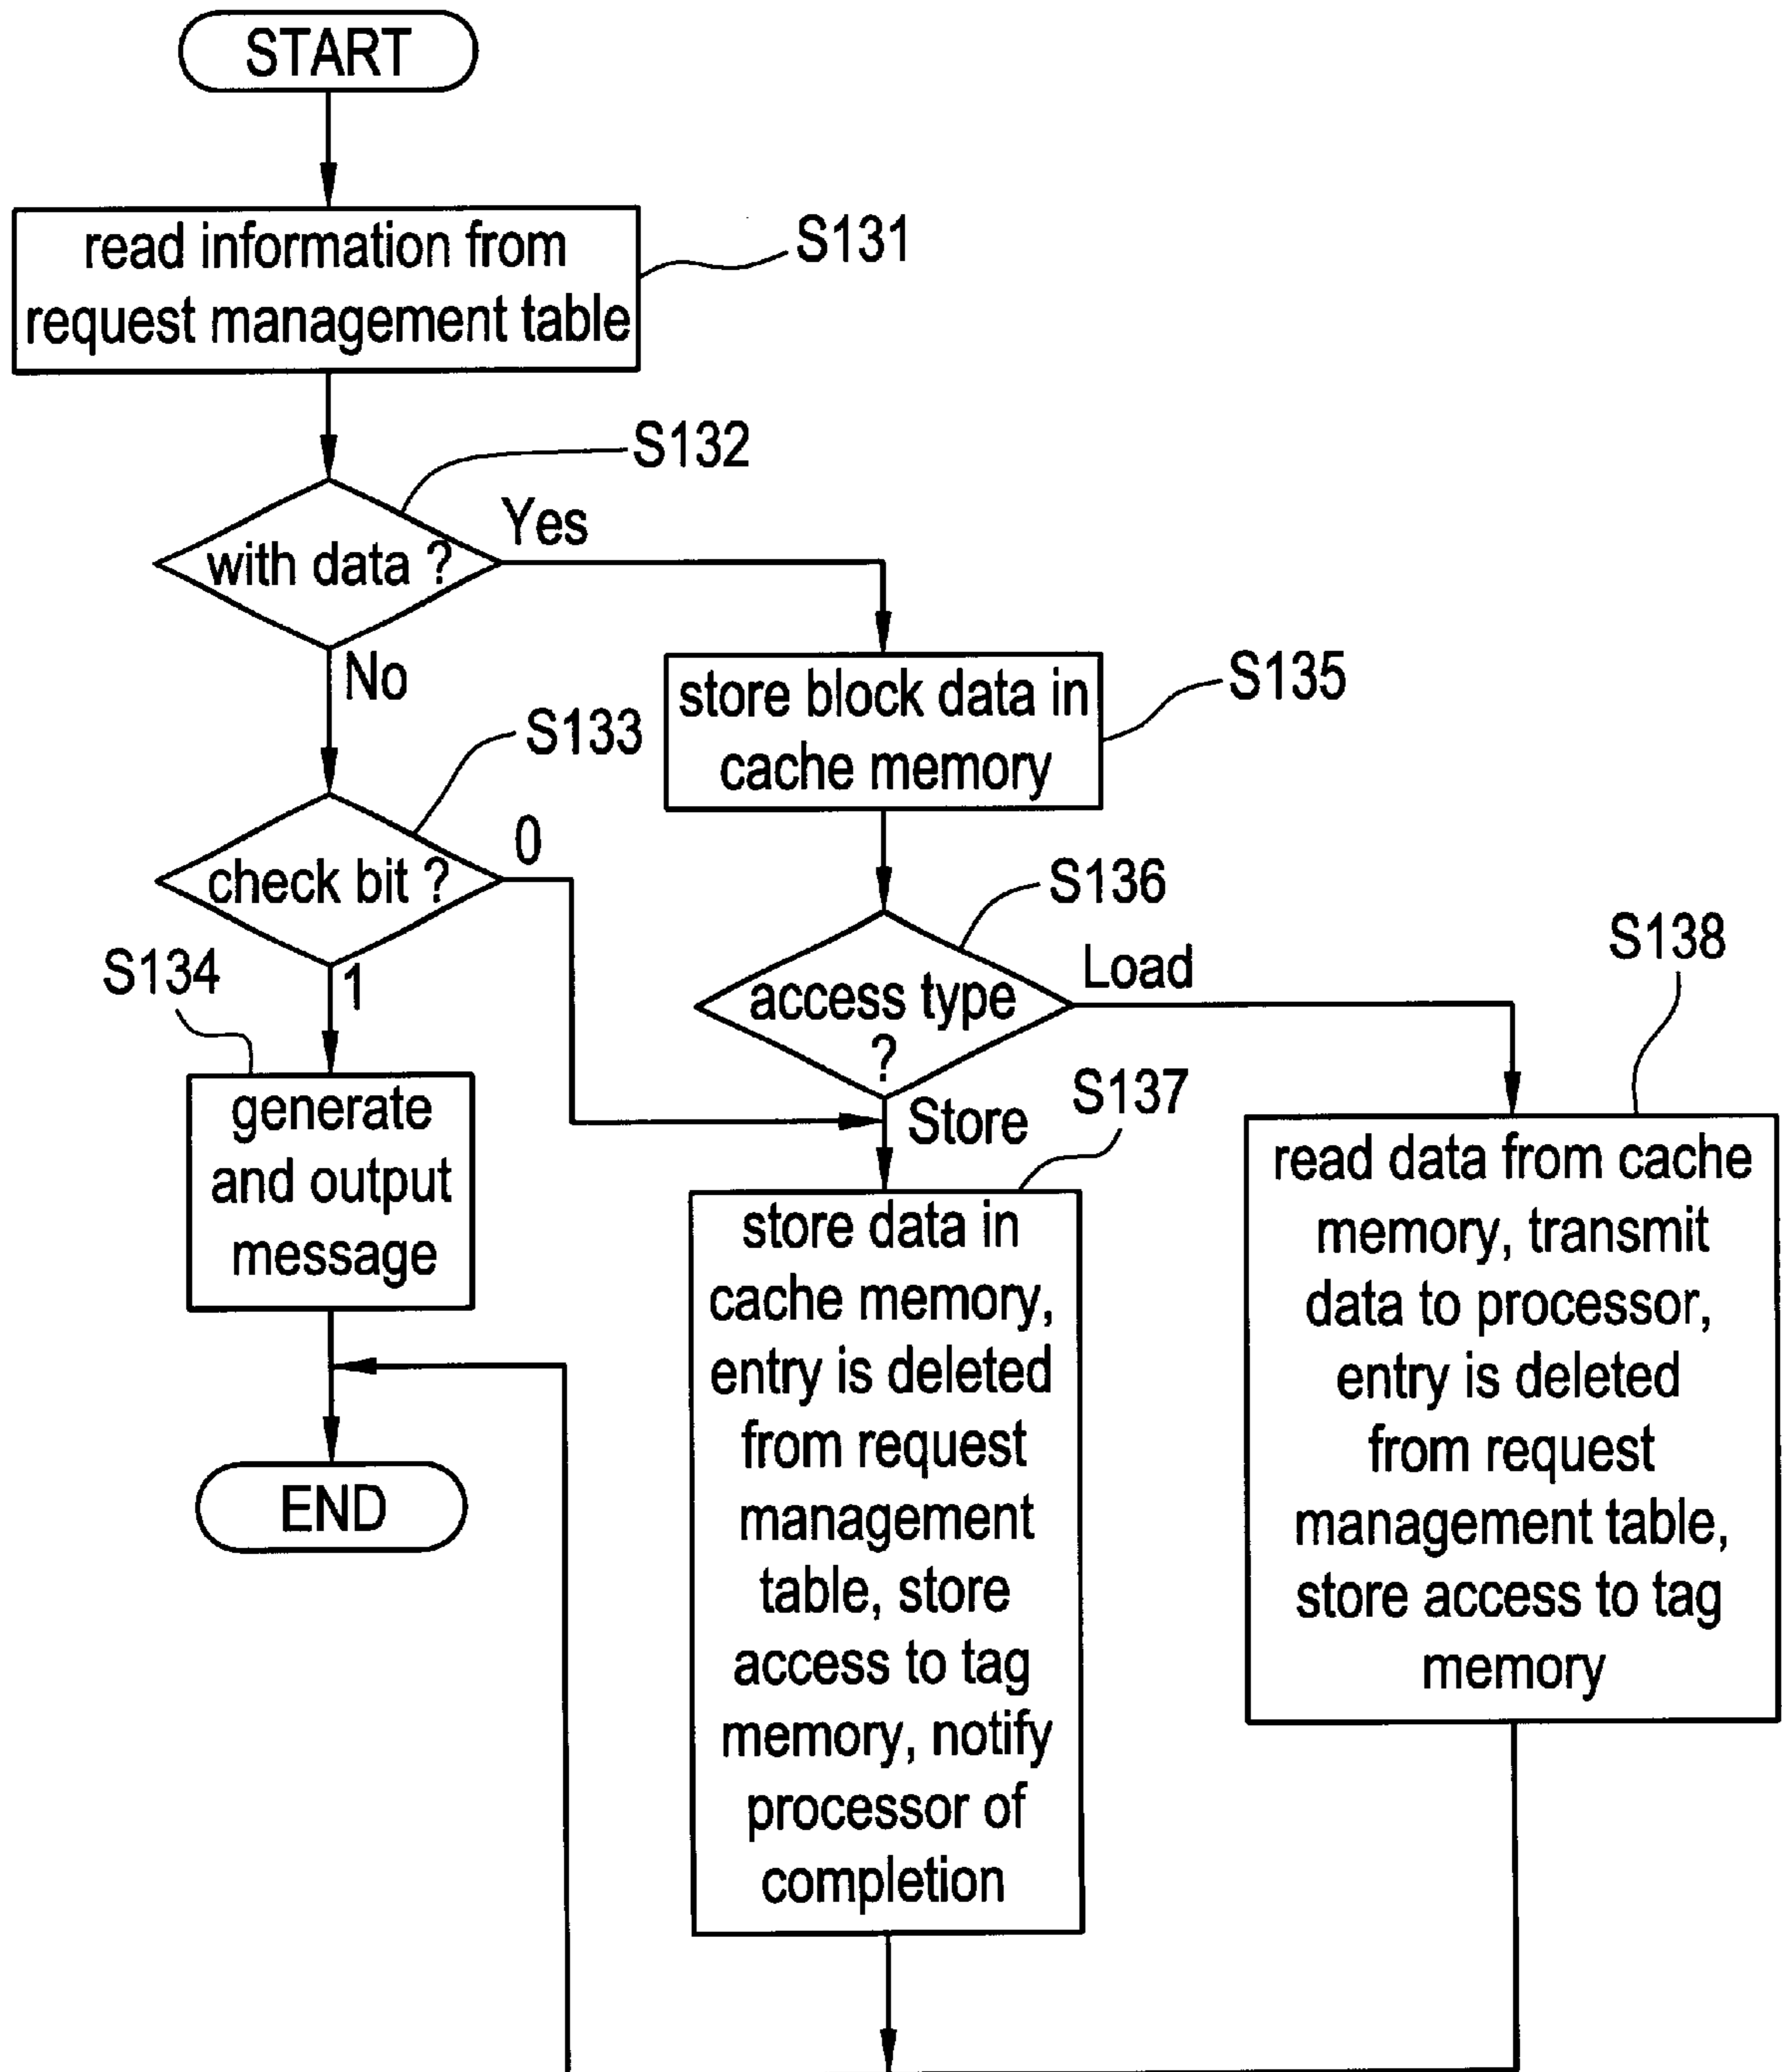 START
read information from
request management table
S131
S132
with data ?
Yes
No
store block data in
cache memory
S135
S133
check bit ?
0
1
S134
generate
and output
message
END
S136
access type
?
Load
Store
S137
store data in
cache memory,
entry is deleted
from request
management
table, store
access to tag
memory, notify
processor of
completion
S138
read data from cache
memory, transmit
data to processor,
entry is deleted
from request
management table,
store access to tag
memory